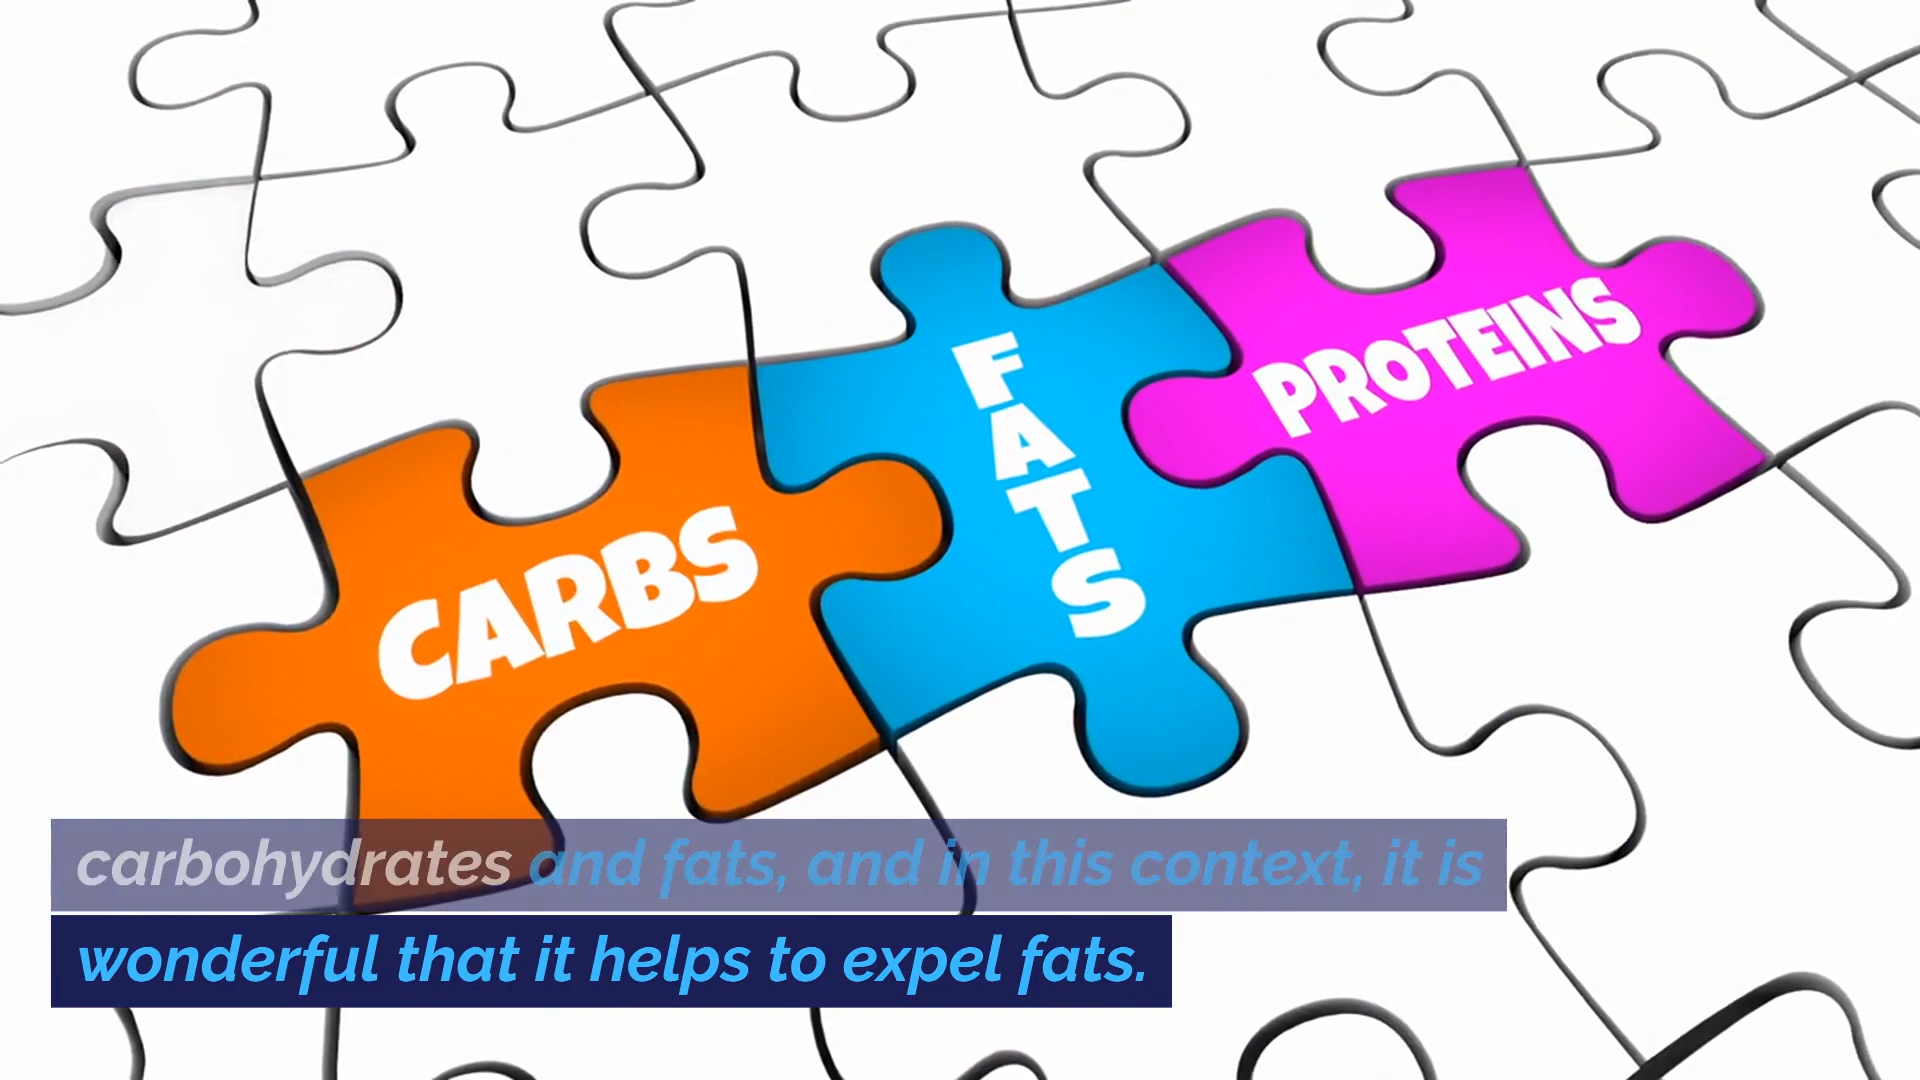 CARBS
FATS
PROTEINS
carbohydrates and fats, and in this context, it is
wonderful that it helps to expel fats.